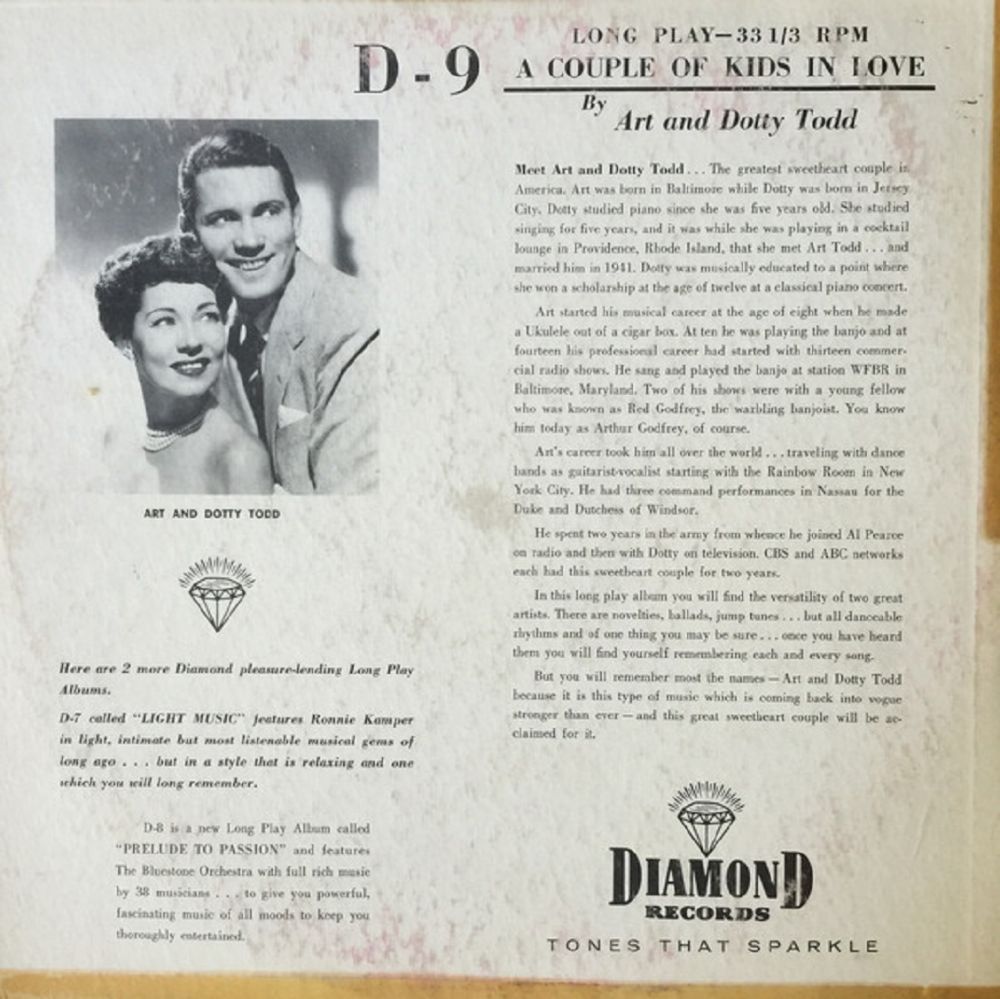 LONG PLAY—33 1/3 RPM
D-9
A COUPLE OF KIDS IN LOVE
By
Art and Dotty Todd
Meet Art and Dotty Todd... The greatest sweetheart couple in
America. Art was born in Baltimore while Dotty was born in Jersey
City. Dotty studied piano since she was five years old. She studied
singing for five years, and it was while she was playing in a cocktail
lounge in Providence, Rhode Island, that she met Art Todd... and
married him in 1941. Dotty was musically educated to a point where
she won a scholarship at the age of twelve at a classical piano concert.
Art started his musical career at the age of eight when he made
a Ukulele out of a cigar box. At ten he was playing the banjo and at
fourteen his professional career had started with thirteen commer-
cial radio shows. He sang and played the banjo at station WFBR in
Baltimore, Maryland. Two of his shows were with a young fellow
who was known as Red Godfrey, the warbling banjoist. You know
him today as Arthur Godfrey, of course.
Art's career took him all over the world... traveling with dance
bands as guitarist-vocalist starting with the Rainbow Room in New
York City. He had three command performances in Nassau for the
Duke and Dutchess of Windsor.
He spent two years in the army from whence he joined Al Pearce
on radio and then with Dotty on television. CBS and ABC networks
each had this sweetheart couple for two years.
In this long play album you will find the versatility of two great
artists. There are novelties, ballads, jump tunes... but all danceable
rhythms and of one thing you may be sure... once you have heard
them you will find yourself remembering each and every song.
But you will remember most the names — Art and Dotty Todd
because it is this type of music which is coming back into vogue
stronger than ever — and this great sweetheart couple will be ac-
claimed for it.
ART AND DOTTY TODD
Here are 2 more Diamond pleasure-lending Long Play
Albums.
D-7 called "LIGHT MUSIC" features Ronnie Kamper
in light, intimate but most listenable musical gems of
long ago . . . but in a style that is relaxing and one
which you will long remember.
D-8 is a new Long Play Album called
"PRELUDE TO PASSION" and features
The Bluestone Orchestra with full rich music
by 38 musicians . . . to give you powerful,
fascinating music of all moods to keep you
thoroughly entertained.
DIAMOND
RECORDS
TONES THAT SPARKLE